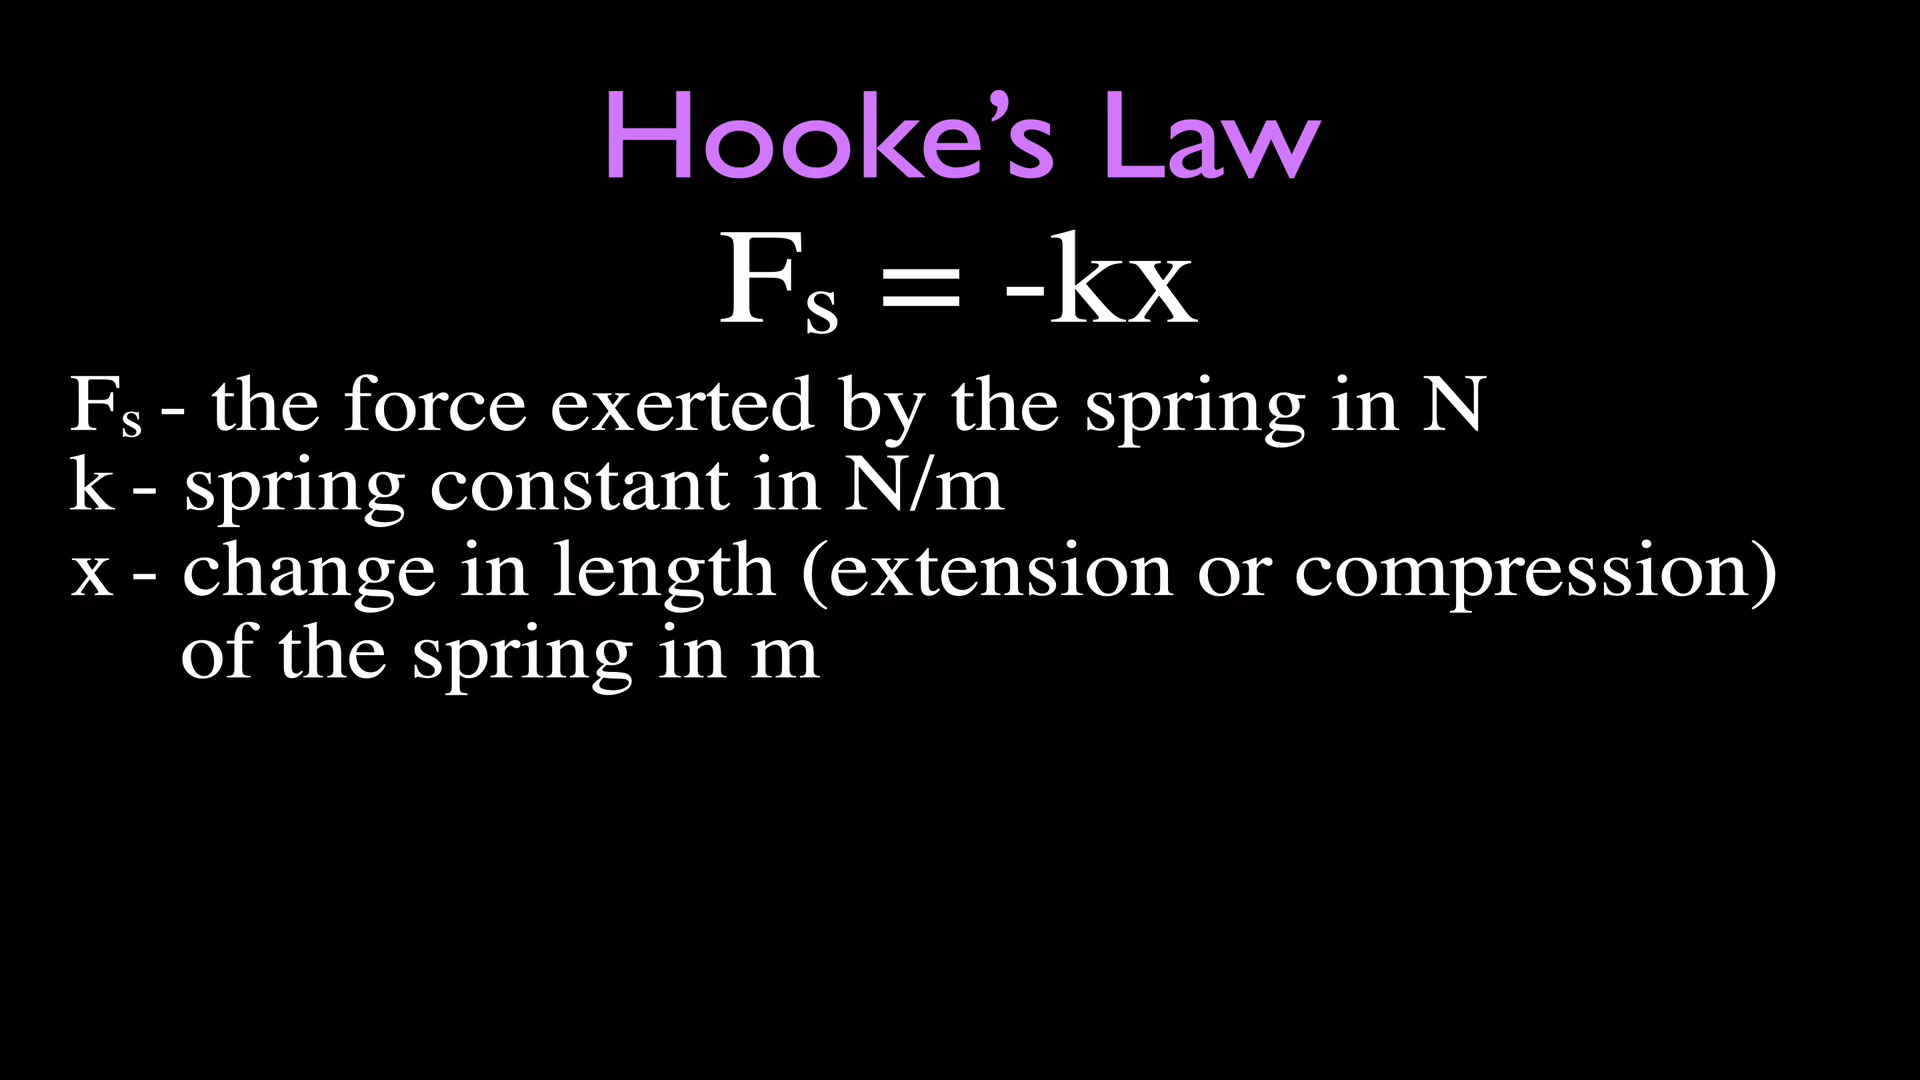 Hooke’s Law
Fs = -kx
Fs - the force exerted by the spring in N
k - spring constant in N/m
x - change in length (extension or compression)
of the spring in m